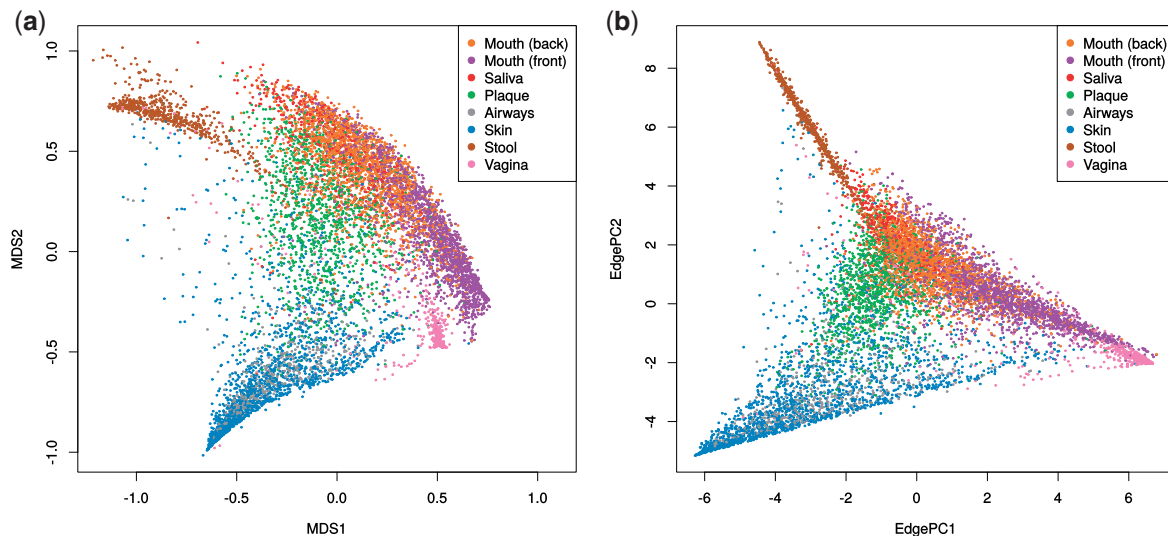 (a)
1.0
0.5
0.0
-0.5
-1.0
MDS2
-1.0
-0.5
0.0
0.5
1.0
MDS1
Mouth (back)
Mouth (front)
Saliva
Plaque
Airways
Skin
Stool
Vagina
(b)
8
6
4
2
0
-2
-4
EdgePC2
-6
-4
-2
0
2
4
6
EdgePC1
Mouth (back)
Mouth (front)
Saliva
Plaque
Airways
Skin
Stool
Vagina